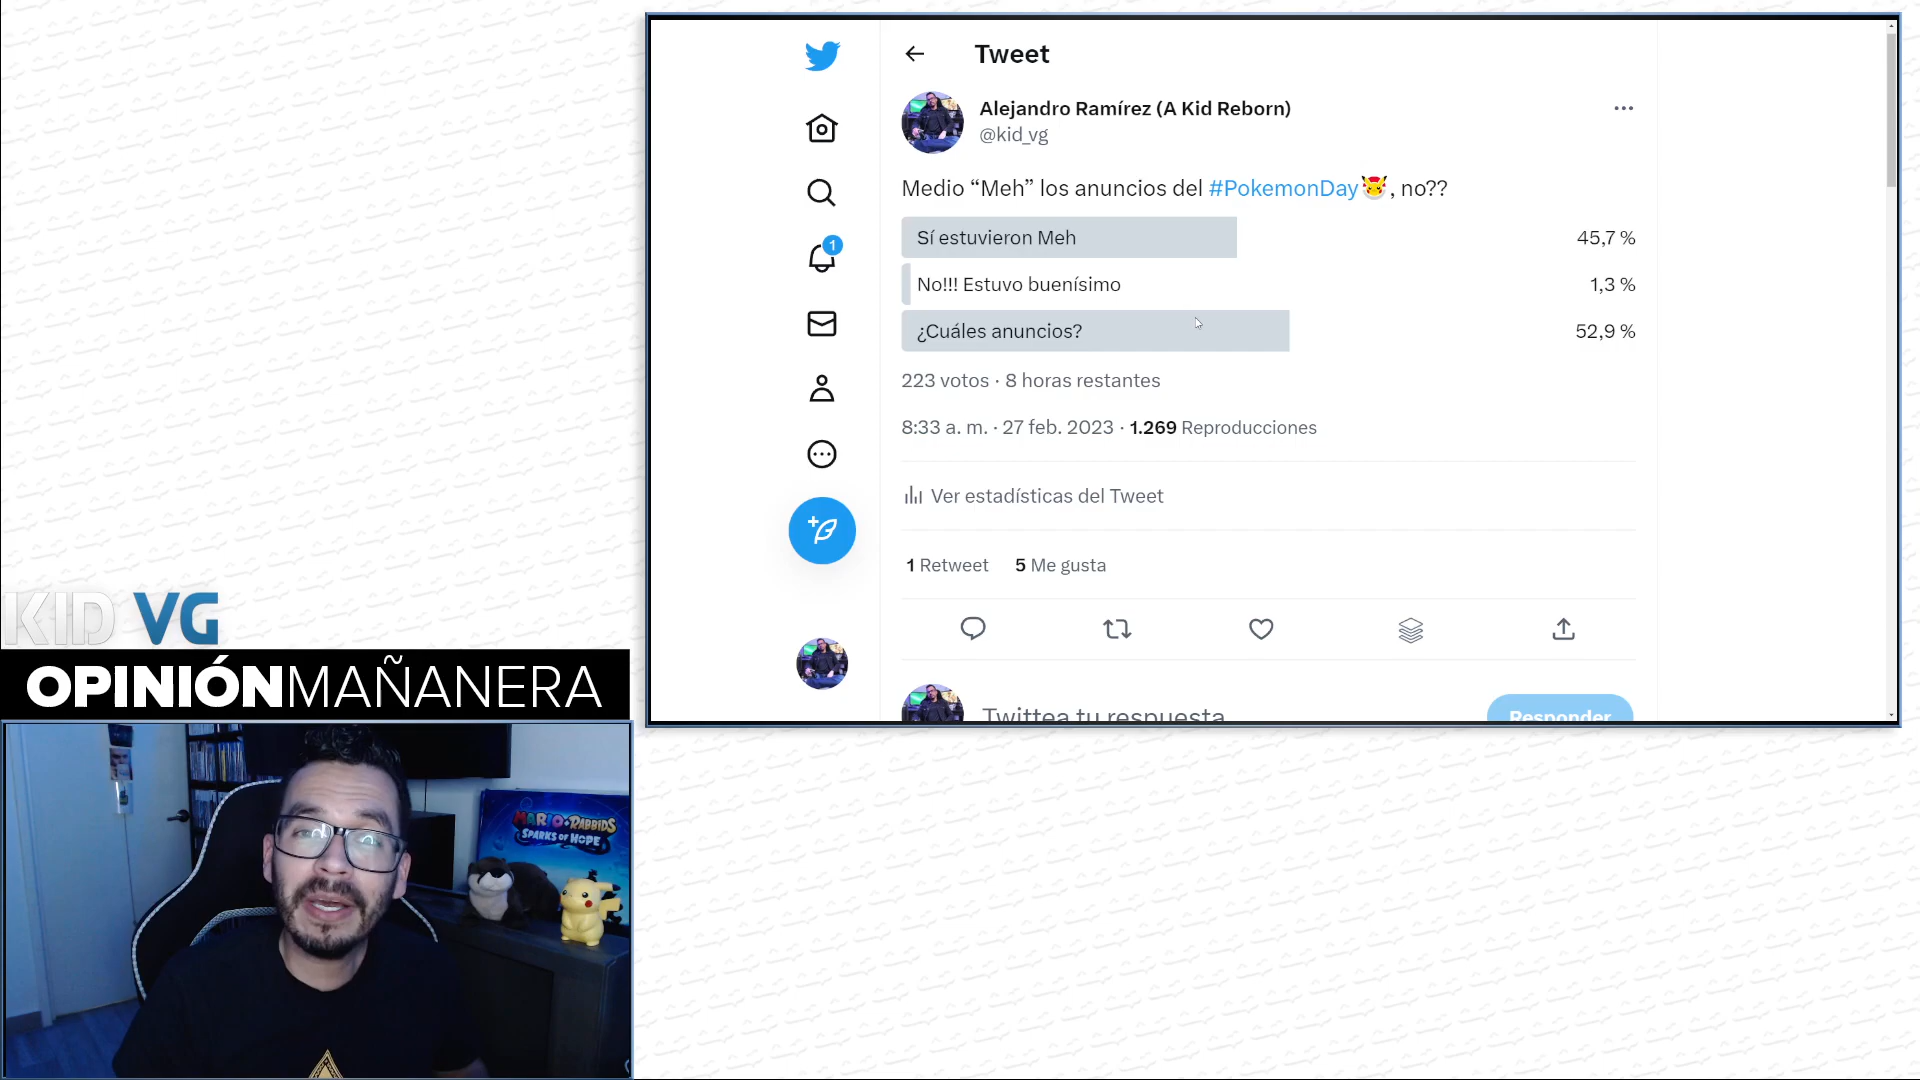 Tweet
Alejandro Ramírez (A Kid Reborn)
@kid_vg
Medio “Meh” los anuncios del #PokemonDay, no??
Sí estuvieron Meh 45,7 %
No!!! Estuvo buenísimo 1,3 %
¿Cuáles anuncios? 52,9 %
223 votos · 8 horas restantes
8:33 a. m. · 27 feb. 2023 · 1.269 Reproducciones
Ver estadísticas del Tweet
1 Retweet 5 Me gusta
Twittea tu respuesta
Responder
1
KID VG
OPINIÓNMAÑANERA
MARIO+RABBIDS
SPARKS OF HOPE